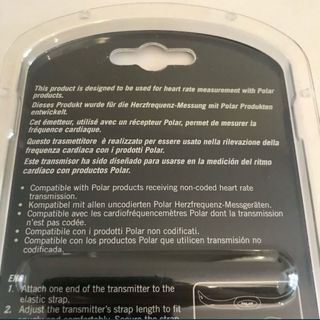 This product is designed to be used for heart rate measurement with Polar
products.
Dieses Produkt wurde für die Herzfrequenz-Messung mit Polar Produkten
entwickelt.
Cet émetteur, utilisé avec un récepteur Polar, permet de mesurer la
fréquence cardiaque.
Questo trasmettitore è realizzato per essere usato nella rilevazione della
frequenza cardiaca con i prodotti Polar.
Este transmisor ha sido diseñado para usarse en la medición del ritmo
cardíaco con productos Polar.
• Compatible with Polar products receiving non-coded heart rate
transmission.
• Kompatibel mit allen uncodierten Polar Herzfrequenz-Messgeräten.
• Compatible avec les cardiofréquencemètres Polar dont la transmission
n'est pas codée.
• Compatibile con i prodotti Polar non codificati.
• Compatible con los productos Polar que utilicen transmisión no
codificada.
1. Attach one end of the transmitter to the
elastic strap.
2. Adjust the transmitter's strap length to fit
snugly and comfortably. Secure the strap